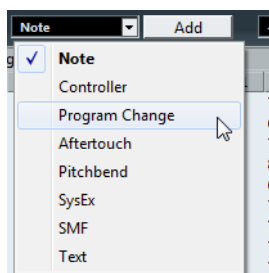 Note Add
Note
Controller
Program Change
Aftertouch
Pitchbend
SysEx
SMF
Text